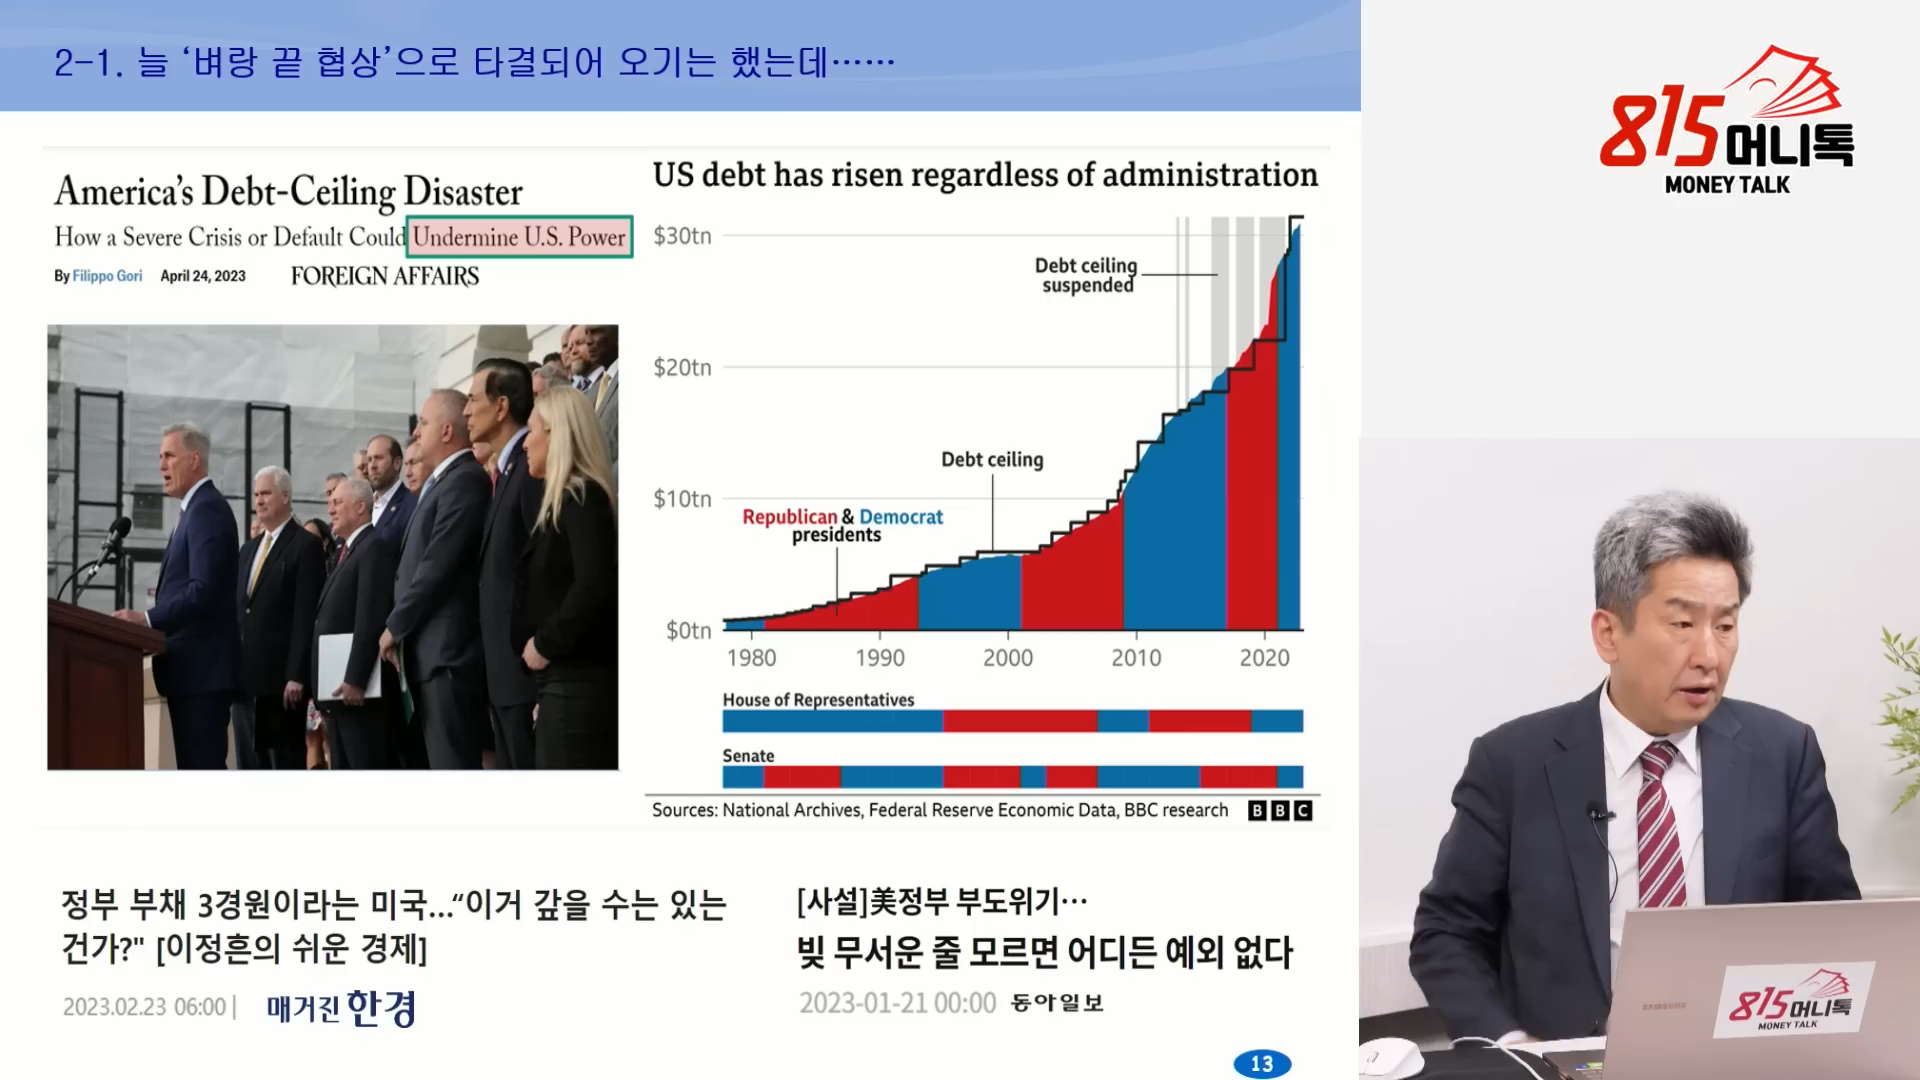 2-1. 늘 ‘벼랑 끝 협상’으로 타결되어 오기는 했는데……
America’s Debt-Ceiling Disaster
How a Severe Crisis or Default Could Undermine U.S. Power
By Filippo Gori April 24, 2023 FOREIGN AFFAIRS
US debt has risen regardless of administration
$30tn
$20tn
$10tn
$0tn
Debt ceiling
suspended
Debt ceiling
Republican & Democrat
presidents
1980 1990 2000 2010 2020
House of Representatives
Senate
Sources: National Archives, Federal Reserve Economic Data, BBC research BBC
정부 부채 3경원이라는 미국...“이거 갚을 수는 있는
건가?" [이정흔의 쉬운 경제]
2023.02.23 06:00 | 매거진 한경
[사설]美정부 부도위기…
빚 무서운 줄 모르면 어디든 예외 없다
2023-01-21 00:00 동아일보
13
815머니톡
MONEY TALK
815머니톡
MONEY TALK